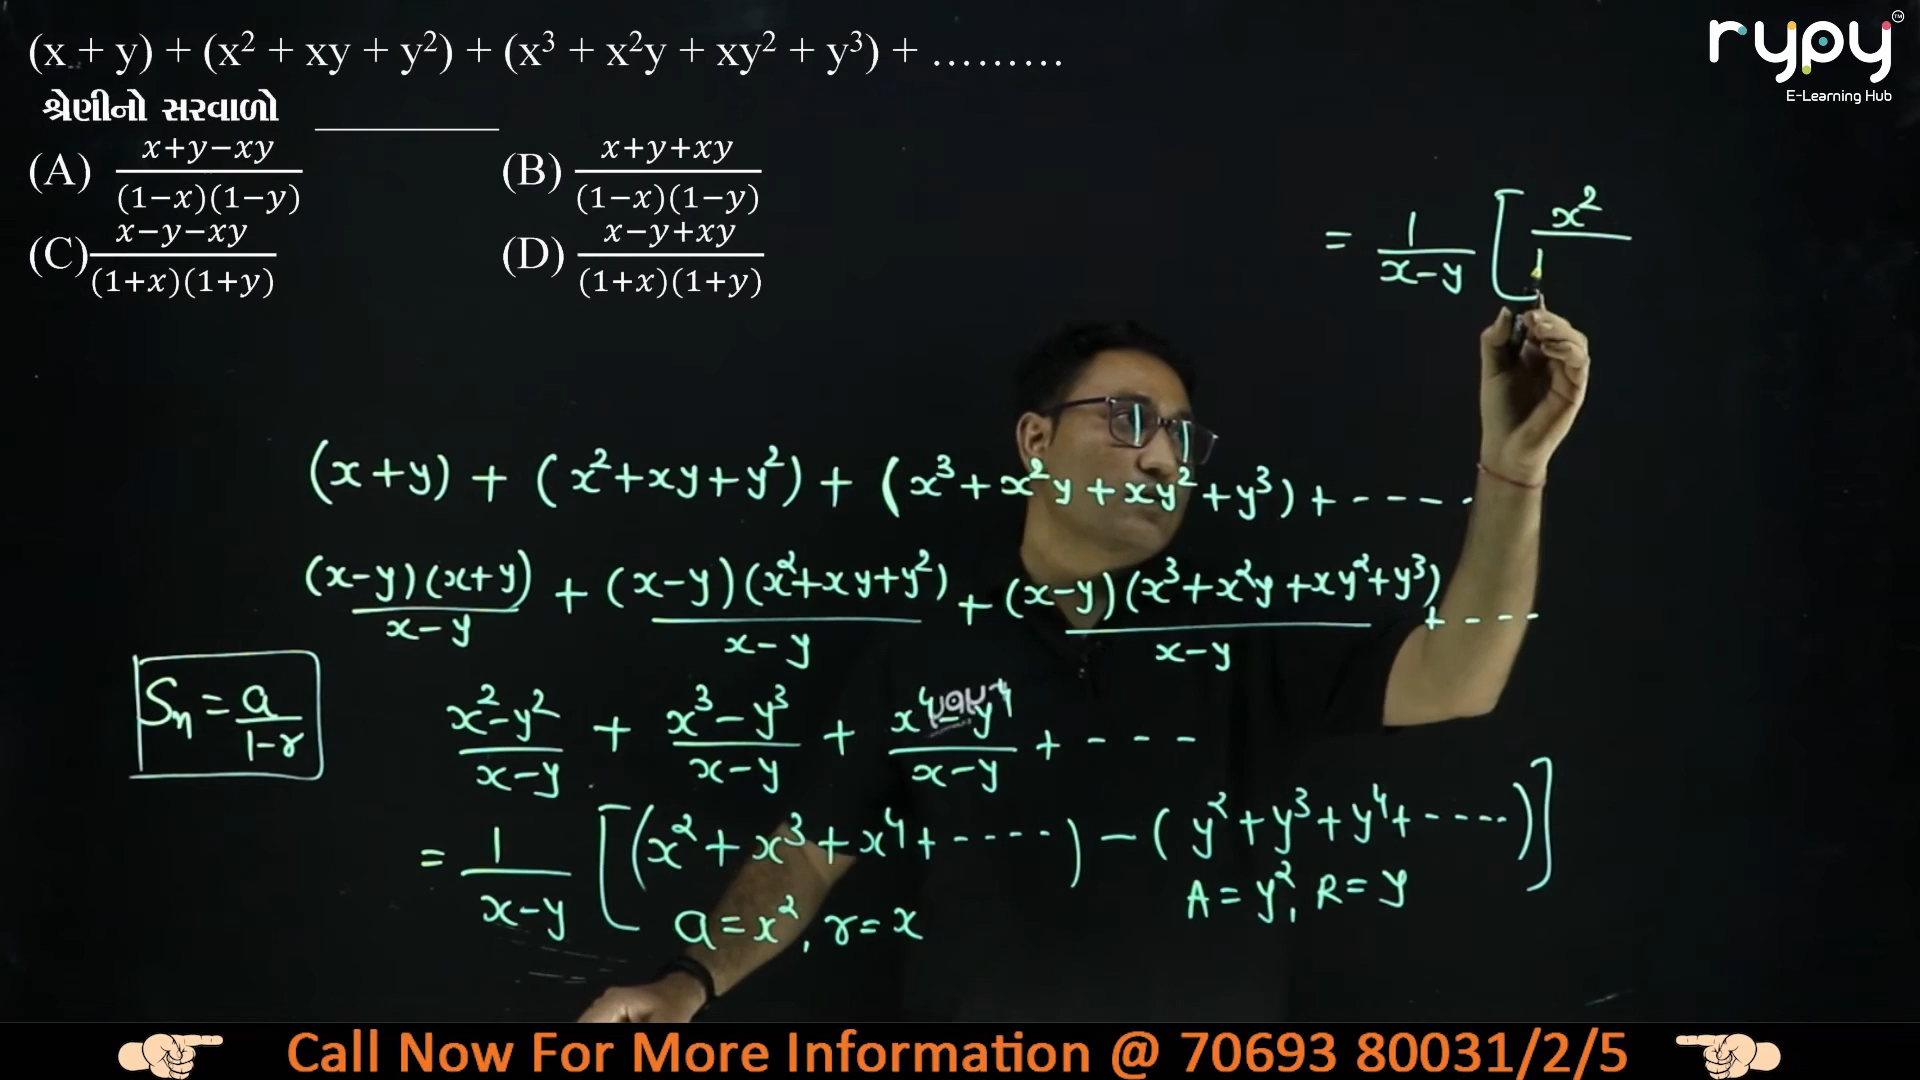 (x + y) + (x² + xy + y²) + (x³ + x²y + xy² + y³) + .........
શ્રેણીનો સરવાળો ________
(A) (x+y−xy)/((1−x)(1−y)) (B) (x+y+xy)/((1−x)(1−y))
(C) (x−y−xy)/((1+x)(1+y)) (D) (x−y+xy)/((1+x)(1+y))
rypy™
E-Learning Hub
= 1/(x−y) [ x²/1
(x+y) + (x²+xy+y²) + (x³+x²y+xy²+y³) + - - - -
(x−y)(x+y)/(x−y) + (x−y)(x²+xy+y²)/(x−y) + (x−y)(x³+x²y+xy²+y³)/(x−y) + - - - -
Sn = a/(1−r)
(x²−y²)/(x−y) + (x³−y³)/(x−y) + (x⁴−y⁴)/(x−y) + - - -
= 1/(x−y) [(x²+x³+x⁴+ - - - - ) − (y²+y³+y⁴+ - - - - )]
a = x², r = x A = y², R = y
Call Now For More Information @ 70693 80031/2/5